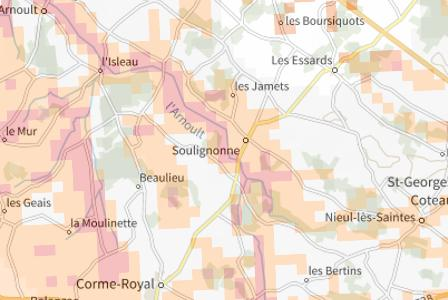 Arnoult
les Boursiquots
l'Isleau
Les Essards
les Jamets
l'Arnoult
le Mur
Soulignonne
Beaulieu
St-George
Coteau
les Geais
la Moulinette
Nieul-lès-Saintes
les Bertins
Corme-Royal